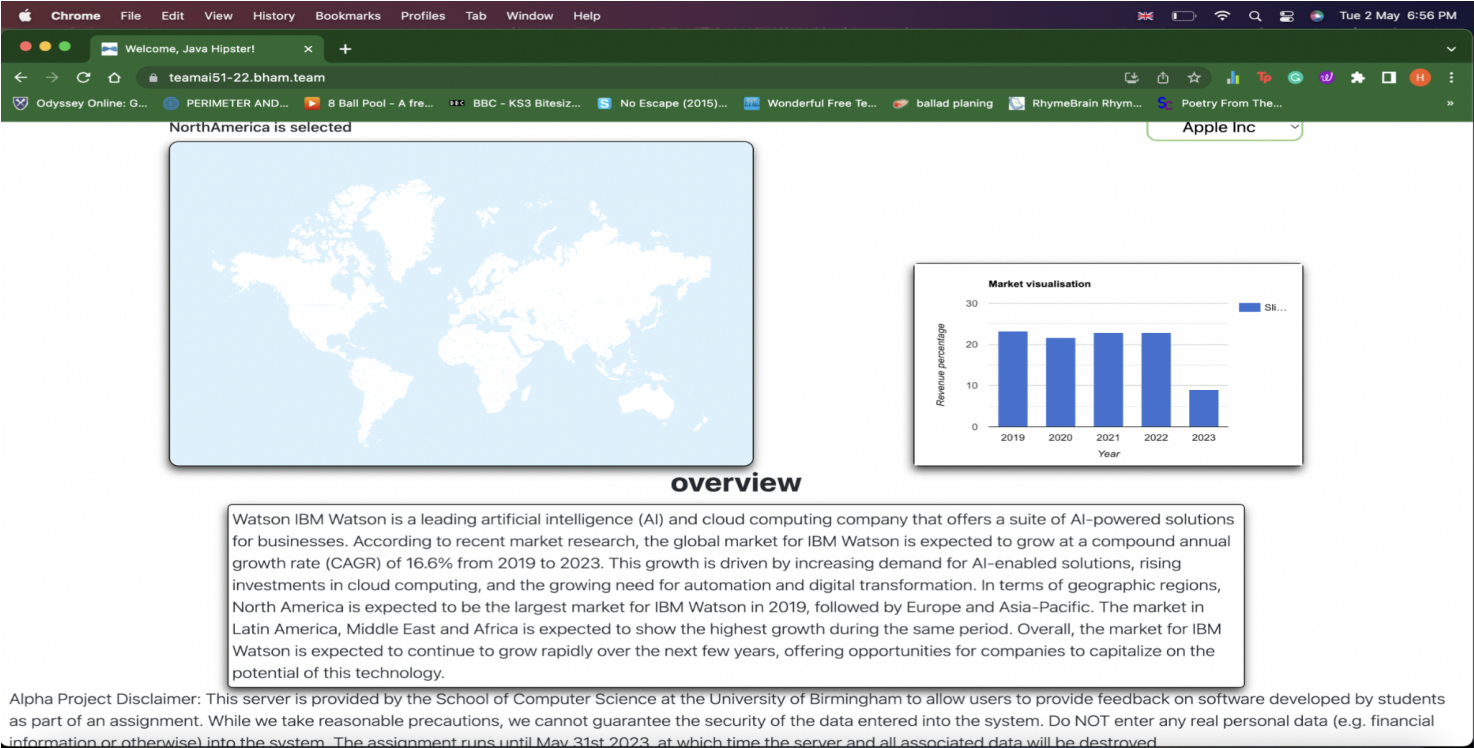 Chrome File Edit View History Bookmarks Profiles Tab Window Help Tue 2 May 6:56 PM
Welcome, Java Hipster!
teamai51-22.bham.team
Odyssey Online: G... PERIMETER AND... 8 Ball Pool - A fre... BBC BBC - KS3 Bitesiz... S No Escape (2015)... Wonderful Free Te... ballad planing RhymeBrain Rhym... Sc Poetry From The... »
NorthAmerica is selected
Apple Inc
Market visualisation
30
20
10
0
Revenue percentage
2019 2020 2021 2022 2023
Year
Sli...
overview
Watson IBM Watson is a leading artificial intelligence (AI) and cloud computing company that offers a suite of AI-powered solutions
for businesses. According to recent market research, the global market for IBM Watson is expected to grow at a compound annual
growth rate (CAGR) of 16.6% from 2019 to 2023. This growth is driven by increasing demand for AI-enabled solutions, rising
investments in cloud computing, and the growing need for automation and digital transformation. In terms of geographic regions,
North America is expected to be the largest market for IBM Watson in 2019, followed by Europe and Asia-Pacific. The market in
Latin America, Middle East and Africa is expected to show the highest growth during the same period. Overall, the market for IBM
Watson is expected to continue to grow rapidly over the next few years, offering opportunities for companies to capitalize on the
potential of this technology.
Alpha Project Disclaimer: This server is provided by the School of Computer Science at the University of Birmingham to allow users to provide feedback on software developed by students
as part of an assignment. While we take reasonable precautions, we cannot guarantee the security of the data entered into the system. Do NOT enter any real personal data (e.g. financial
information or otherwise) into the system. The assignment runs until May 31st 2023, at which time the server and all associated data will be destroyed